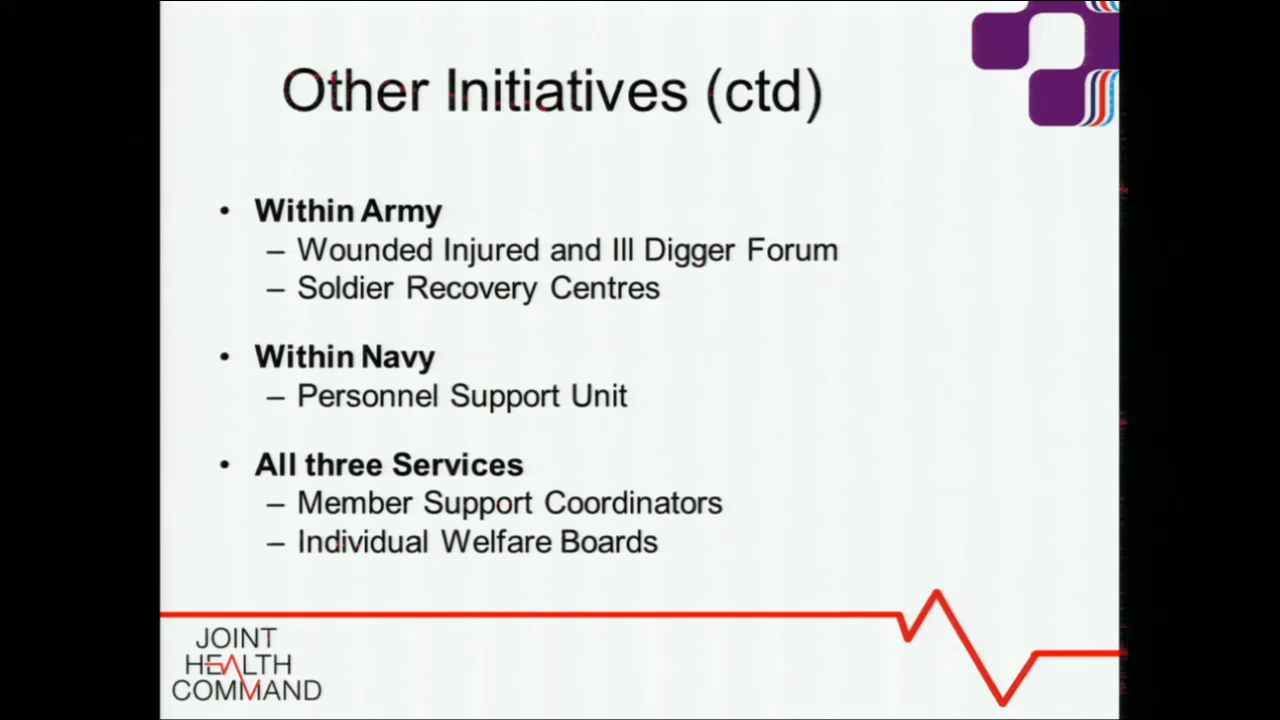 Other Initiatives (ctd)
• Within Army
– Wounded Injured and Ill Digger Forum
– Soldier Recovery Centres
• Within Navy
– Personnel Support Unit
• All three Services
– Member Support Coordinators
– Individual Welfare Boards
JOINT
HEALTH
COMMAND